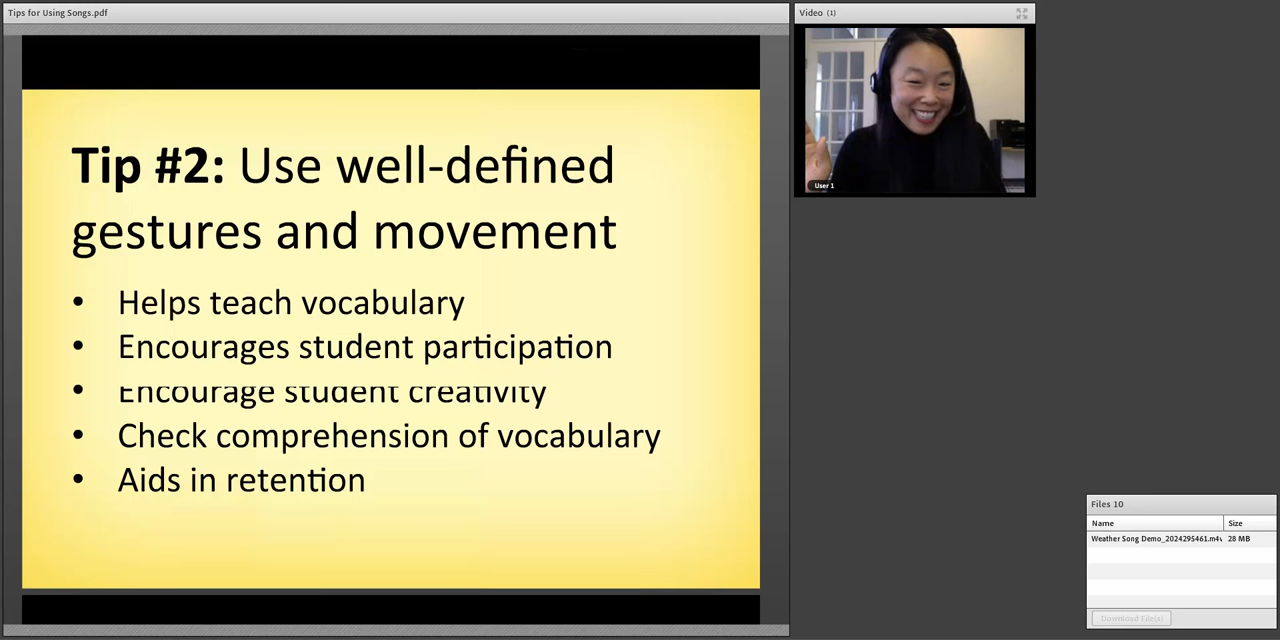 Tips for Using Songs.pdf
Video (1)
Tip #2: Use well-defined
gestures and movement
• Helps teach vocabulary
• Encourages student participation
• Encourage student creativity
• Check comprehension of vocabulary
• Aids in retention
User 1
Files 10
Name Size
Weather Song Demo_2024295461.m4v 28 MB
Download File(s)